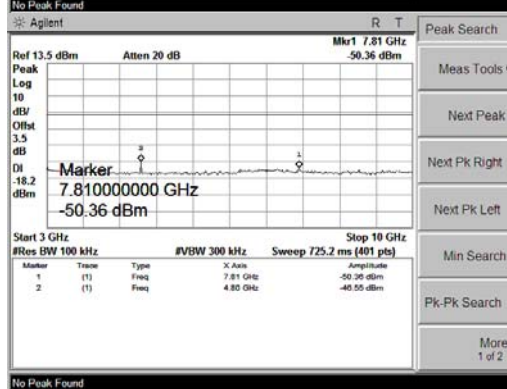 No Peak Found
Agilent R T
Mkr1 7.81 GHz
Ref 13.5 dBm Atten 20 dB -50.36 dBm
Peak
Log
10
dB/
Offst
3.5
dB
DI
-18.2
dBm
2
1
Marker
7.810000000 GHz
-50.36 dBm
Start 3 GHz Stop 10 GHz
#Res BW 100 kHz #VBW 300 kHz Sweep 725.2 ms (401 pts)
Marker Trace Type X Axis Amplitude
1 (1) Freq 7.81 GHz -50.36 dBm
2 (1) Freq 4.80 GHz -46.55 dBm
No Peak Found
Peak Search
Meas Tools
Next Peak
Next Pk Right
Next Pk Left
Min Search
Pk-Pk Search
More
1 of 2